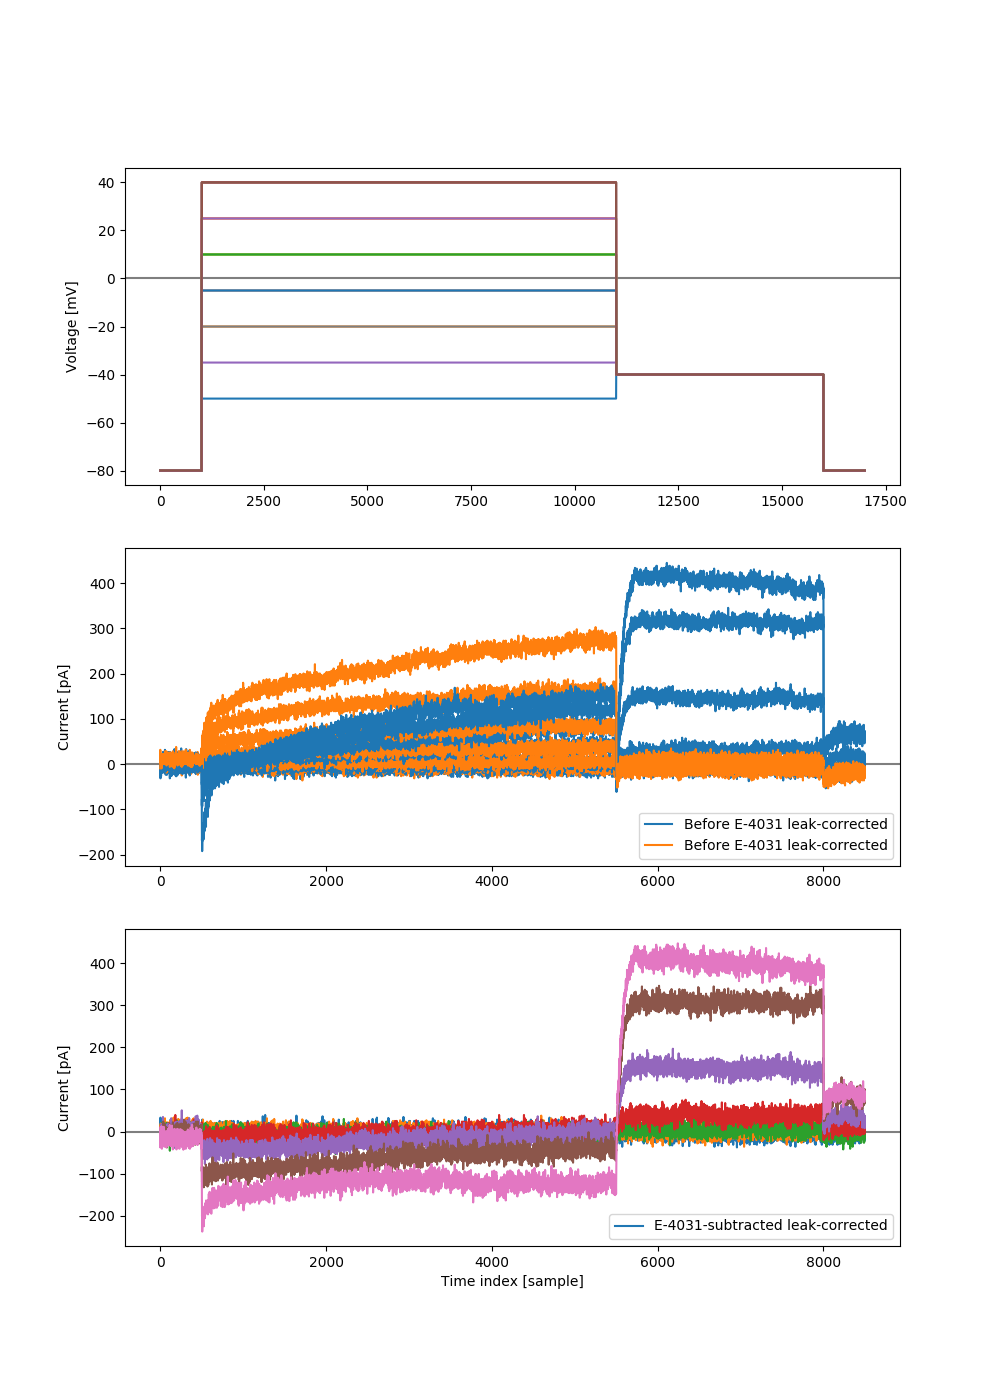 40
20
0
−20
−40
−60
−80
Voltage [mV]
0 2500 5000 7500 10000 12500 15000 17500
400
300
200
100
0
−100
−200
Current [pA]
Before E-4031 leak-corrected
Before E-4031 leak-corrected
0 2000 4000 6000 8000
400
300
200
100
0
−100
−200
Current [pA]
E-4031-subtracted leak-corrected
0 2000 4000 6000 8000
Time index [sample]